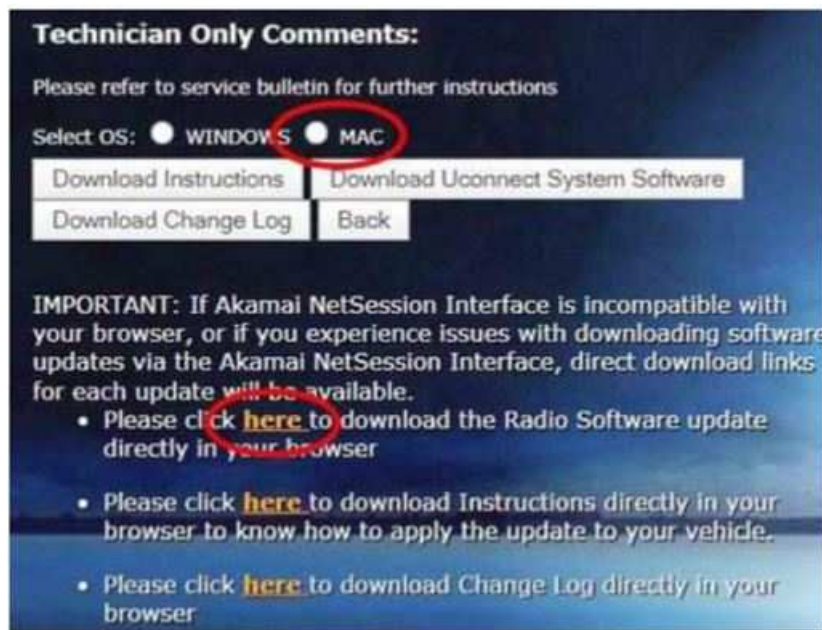 Technician Only Comments:
Please refer to service bulletin for further instructions
Select OS: WINDOWS MAC
Download Instructions Download Uconnect System Software
Download Change Log Back
IMPORTANT: If Akamai NetSession Interface is incompatible with
your browser, or if you experience issues with downloading software
updates via the Akamai NetSession Interface, direct download links
for each update will be available.
• Please click here to download the Radio Software update
directly in your browser
• Please click here to download Instructions directly in your
browser to know how to apply the update to your vehicle.
• Please click here to download Change Log directly in your
browser